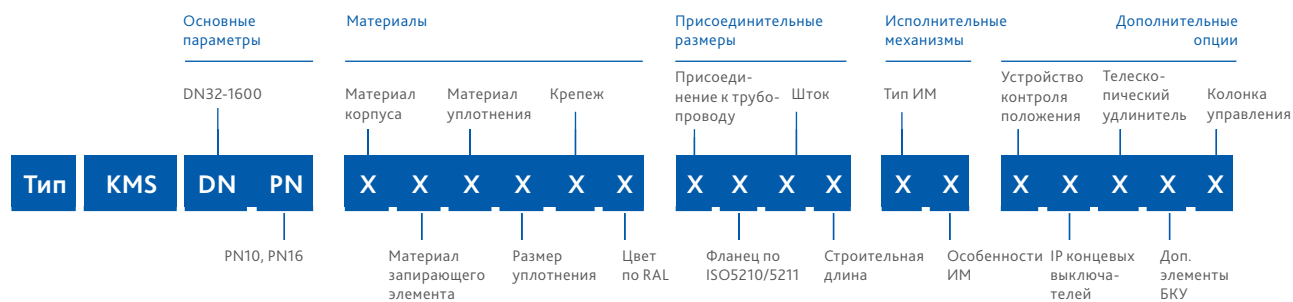 Основные
параметры
Материалы
Присоединительные
размеры
Исполнительные
механизмы
Дополнительные
опции
DN32-1600
Материал
корпуса
Материал
уплотнения
Крепеж
Присоеди-
нение к трубо-
проводу
Шток
Тип ИМ
Устройство
контроля
положения
Телеско-
пический
удлинитель
Колонка
управления
Тип KMS DN PN X X X X X X X X X X X X X X X X X
PN10, PN16
Материал
запирающего
элемента
Размер
уплотнения
Цвет
по RAL
Фланец по
ISO5210/5211
Строительная
длина
Особенности
ИМ
IP концевых
выключа-
телей
Доп.
элементы
БКУ